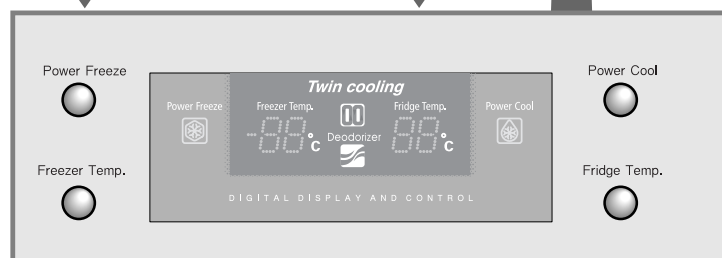 Power Freeze
Freezer Temp.
Twin cooling
Power Freeze
Freezer Temp.
Fridge Temp.
Power Cool
-88°C
Deodorizer
88°C
DIGITAL DISPLAY AND CONTROL
Power Cool
Fridge Temp.